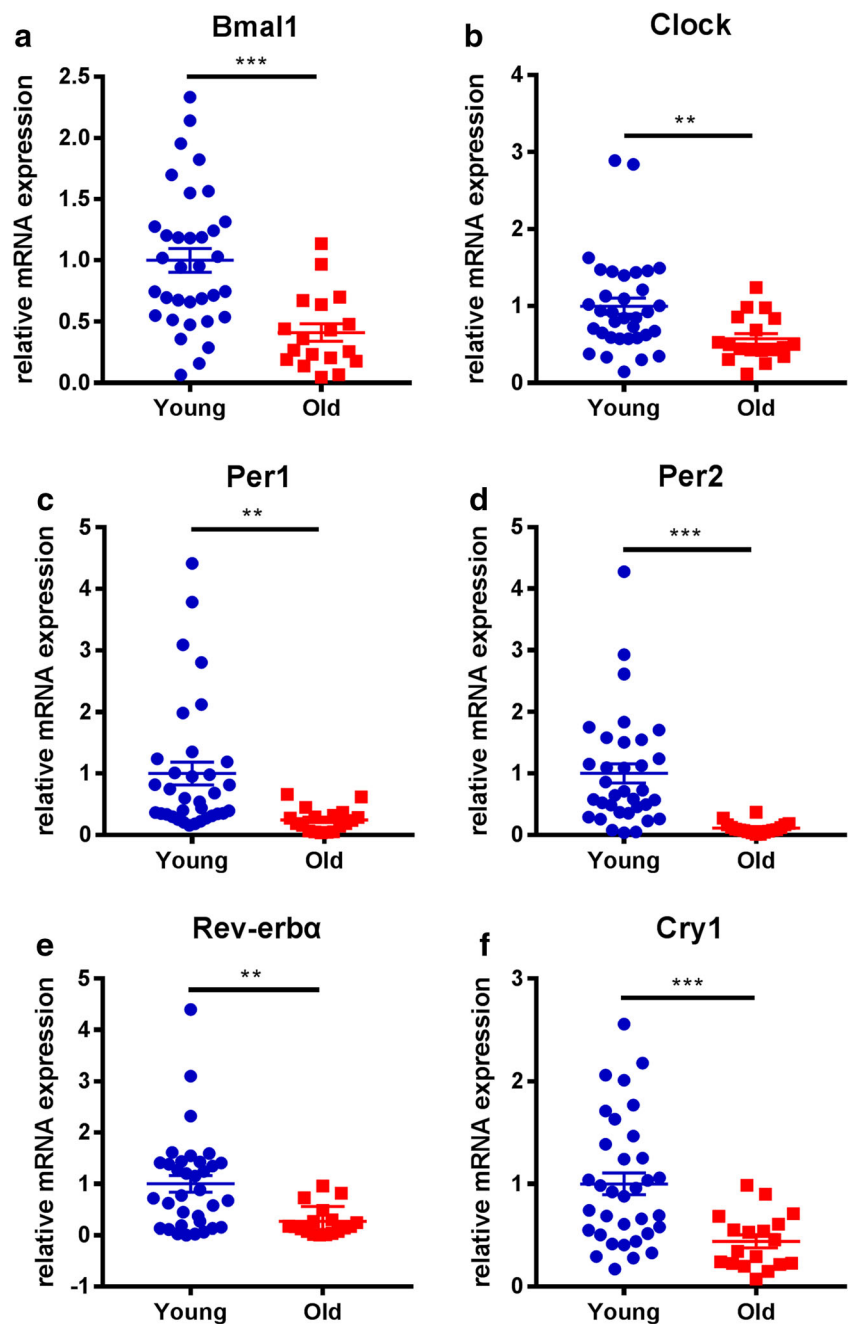 a
Bmal1
***
relative mRNA expression
2.5
2.0
1.5
1.0
0.5
0.0
Young
Old
b
Clock
**
relative mRNA expression
4
3
2
1
0
Young
Old
c
Per1
**
relative mRNA expression
5
4
3
2
1
0
Young
Old
d
Per2
***
relative mRNA expression
5
4
3
2
1
0
Young
Old
e
Rev-erbα
**
relative mRNA expression
5
4
3
2
1
0
-1
Young
Old
f
Cry1
***
relative mRNA expression
3
2
1
0
Young
Old